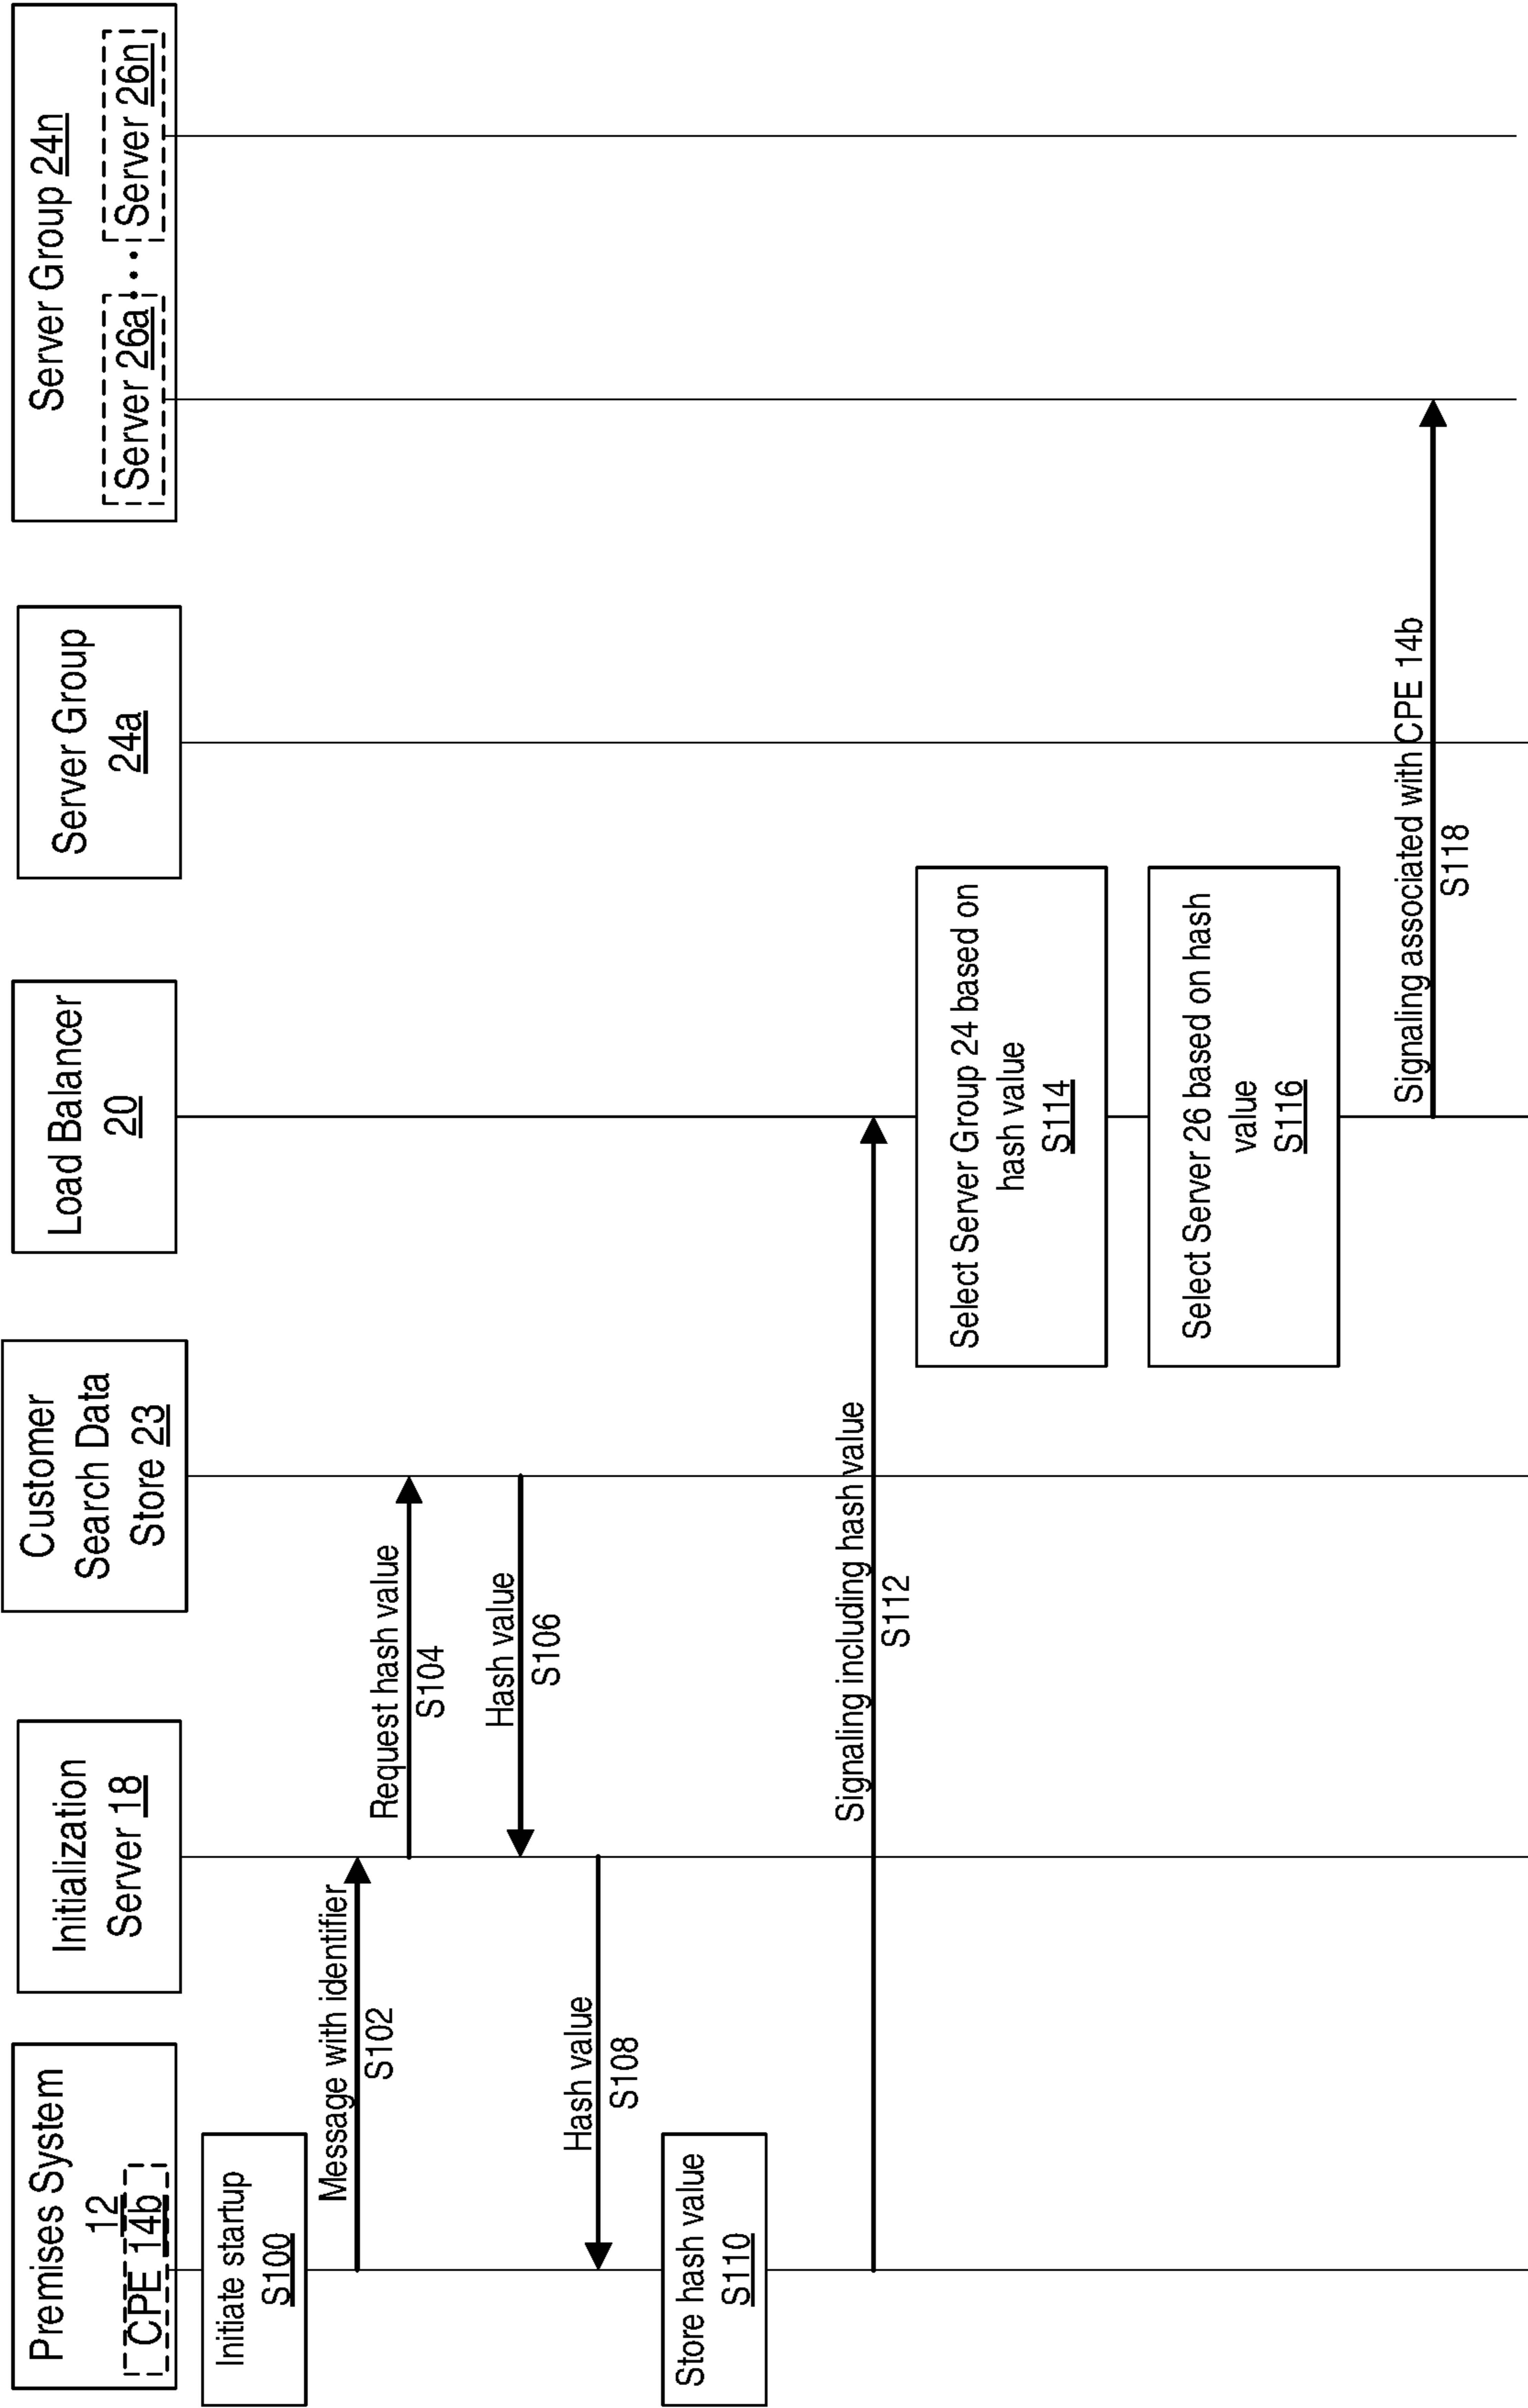 Premises System
12
CPE 14b
Initialization
Server 18
Customer
Search Data
Store 23
Load Balancer
20
Server Group
24a
Server Group 24n
Server 26a
Server 26n
Initiate startup
S100
Message with identifier
S102
Request hash value
S104
Hash value
S106
Hash value
S108
Store hash value
S110
Signaling including hash value
S112
Select Server Group 24 based on
hash value
S114
Select Server 26 based on hash
value
S116
Signaling associated with CPE 14b
S118